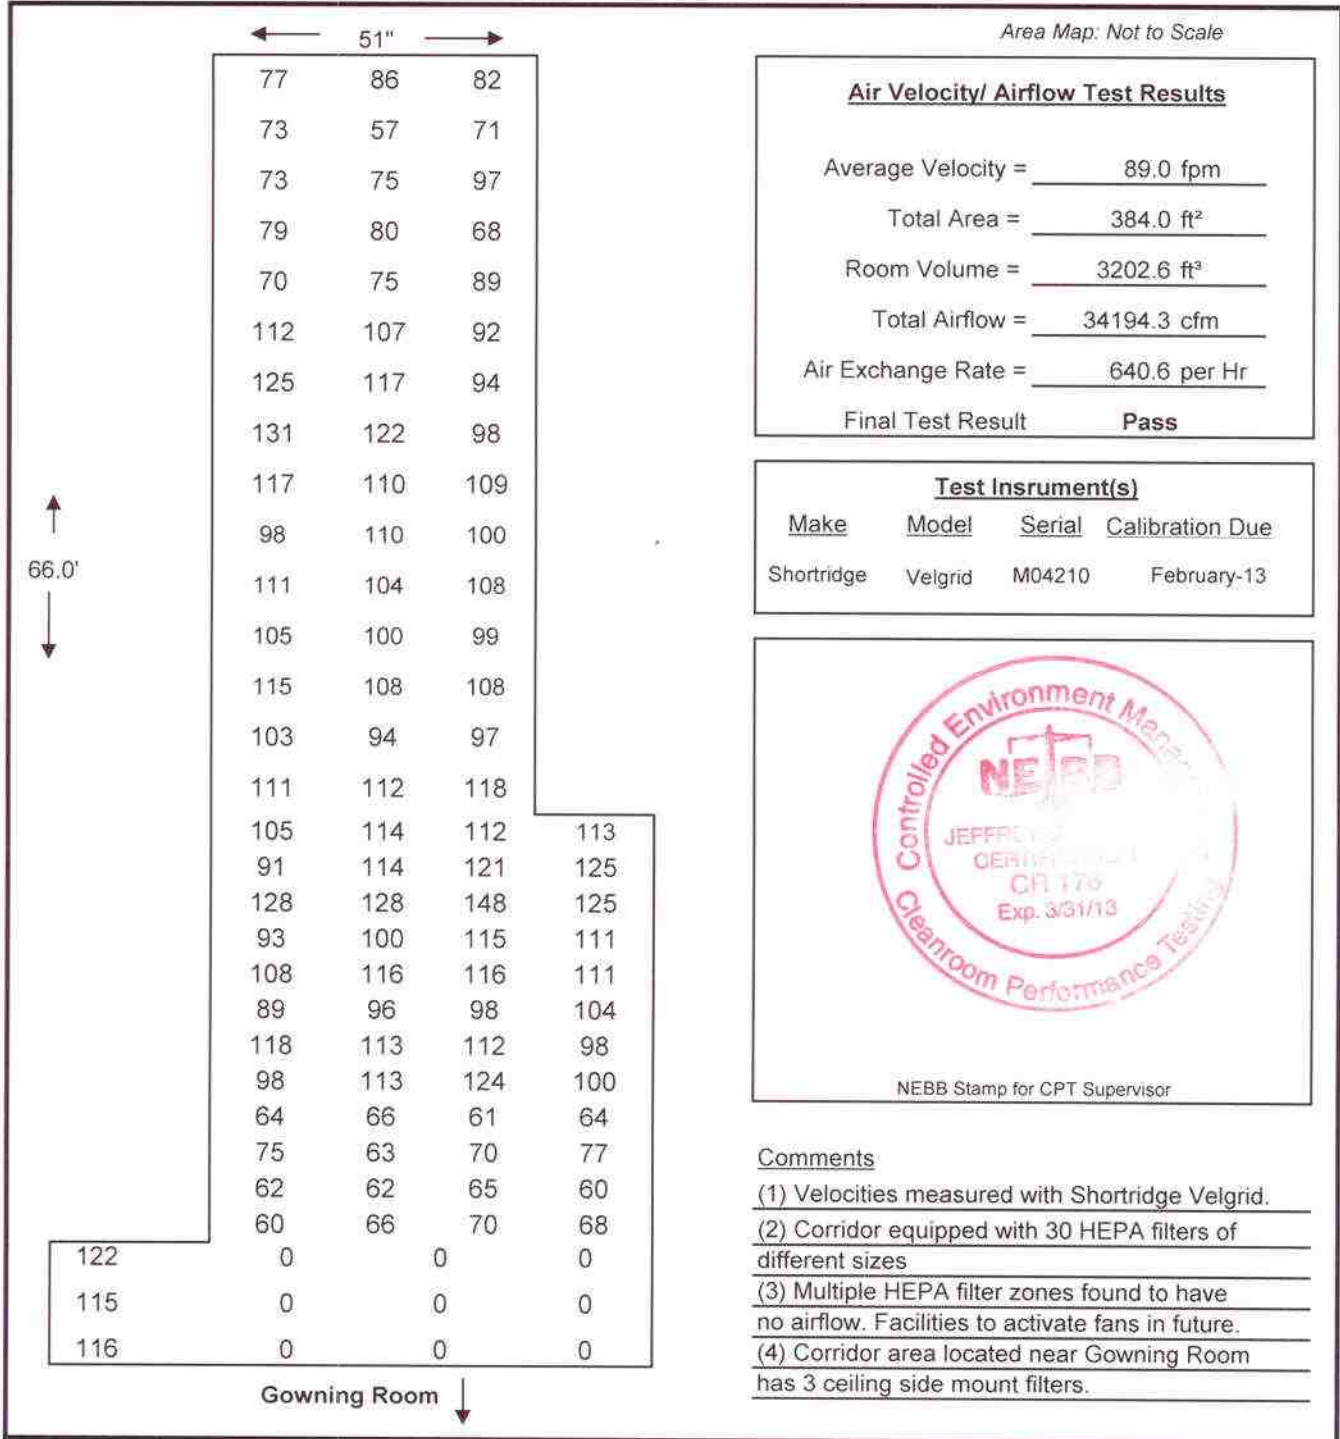 51"
Area Map: Not to Scale
77 86 82
73 57 71
73 75 97
79 80 68
70 75 89
112 107 92
125 117 94
131 122 98
117 110 109
98 110 100
66.0'
111 104 108
105 100 99
115 108 108
103 94 97
111 112 118
105 114 112 113
91 114 121 125
128 128 148 125
93 100 115 111
108 116 116 111
89 96 98 104
118 113 112 98
98 113 124 100
64 66 61 64
75 63 70 77
62 62 65 60
60 66 70 68
122 0 0 0
115 0 0 0
116 0 0 0
Gowning Room
Air Velocity/ Airflow Test Results
Average Velocity = 89.0 fpm
Total Area = 384.0 ft²
Room Volume = 3202.6 ft³
Total Airflow = 34194.3 cfm
Air Exchange Rate = 640.6 per Hr
Final Test Result Pass
Test Insrument(s)
Make Model Serial Calibration Due
Shortridge Velgrid M04210 February-13
Controlled Environment
Cleanroom Performance Testing
NEBB
CR 176
Exp. 3/31/13
NEBB Stamp for CPT Supervisor
Comments
(1) Velocities measured with Shortridge Velgrid.
(2) Corridor equipped with 30 HEPA filters of
different sizes
(3) Multiple HEPA filter zones found to have
no airflow. Facilities to activate fans in future.
(4) Corridor area located near Gowning Room
has 3 ceiling side mount filters.